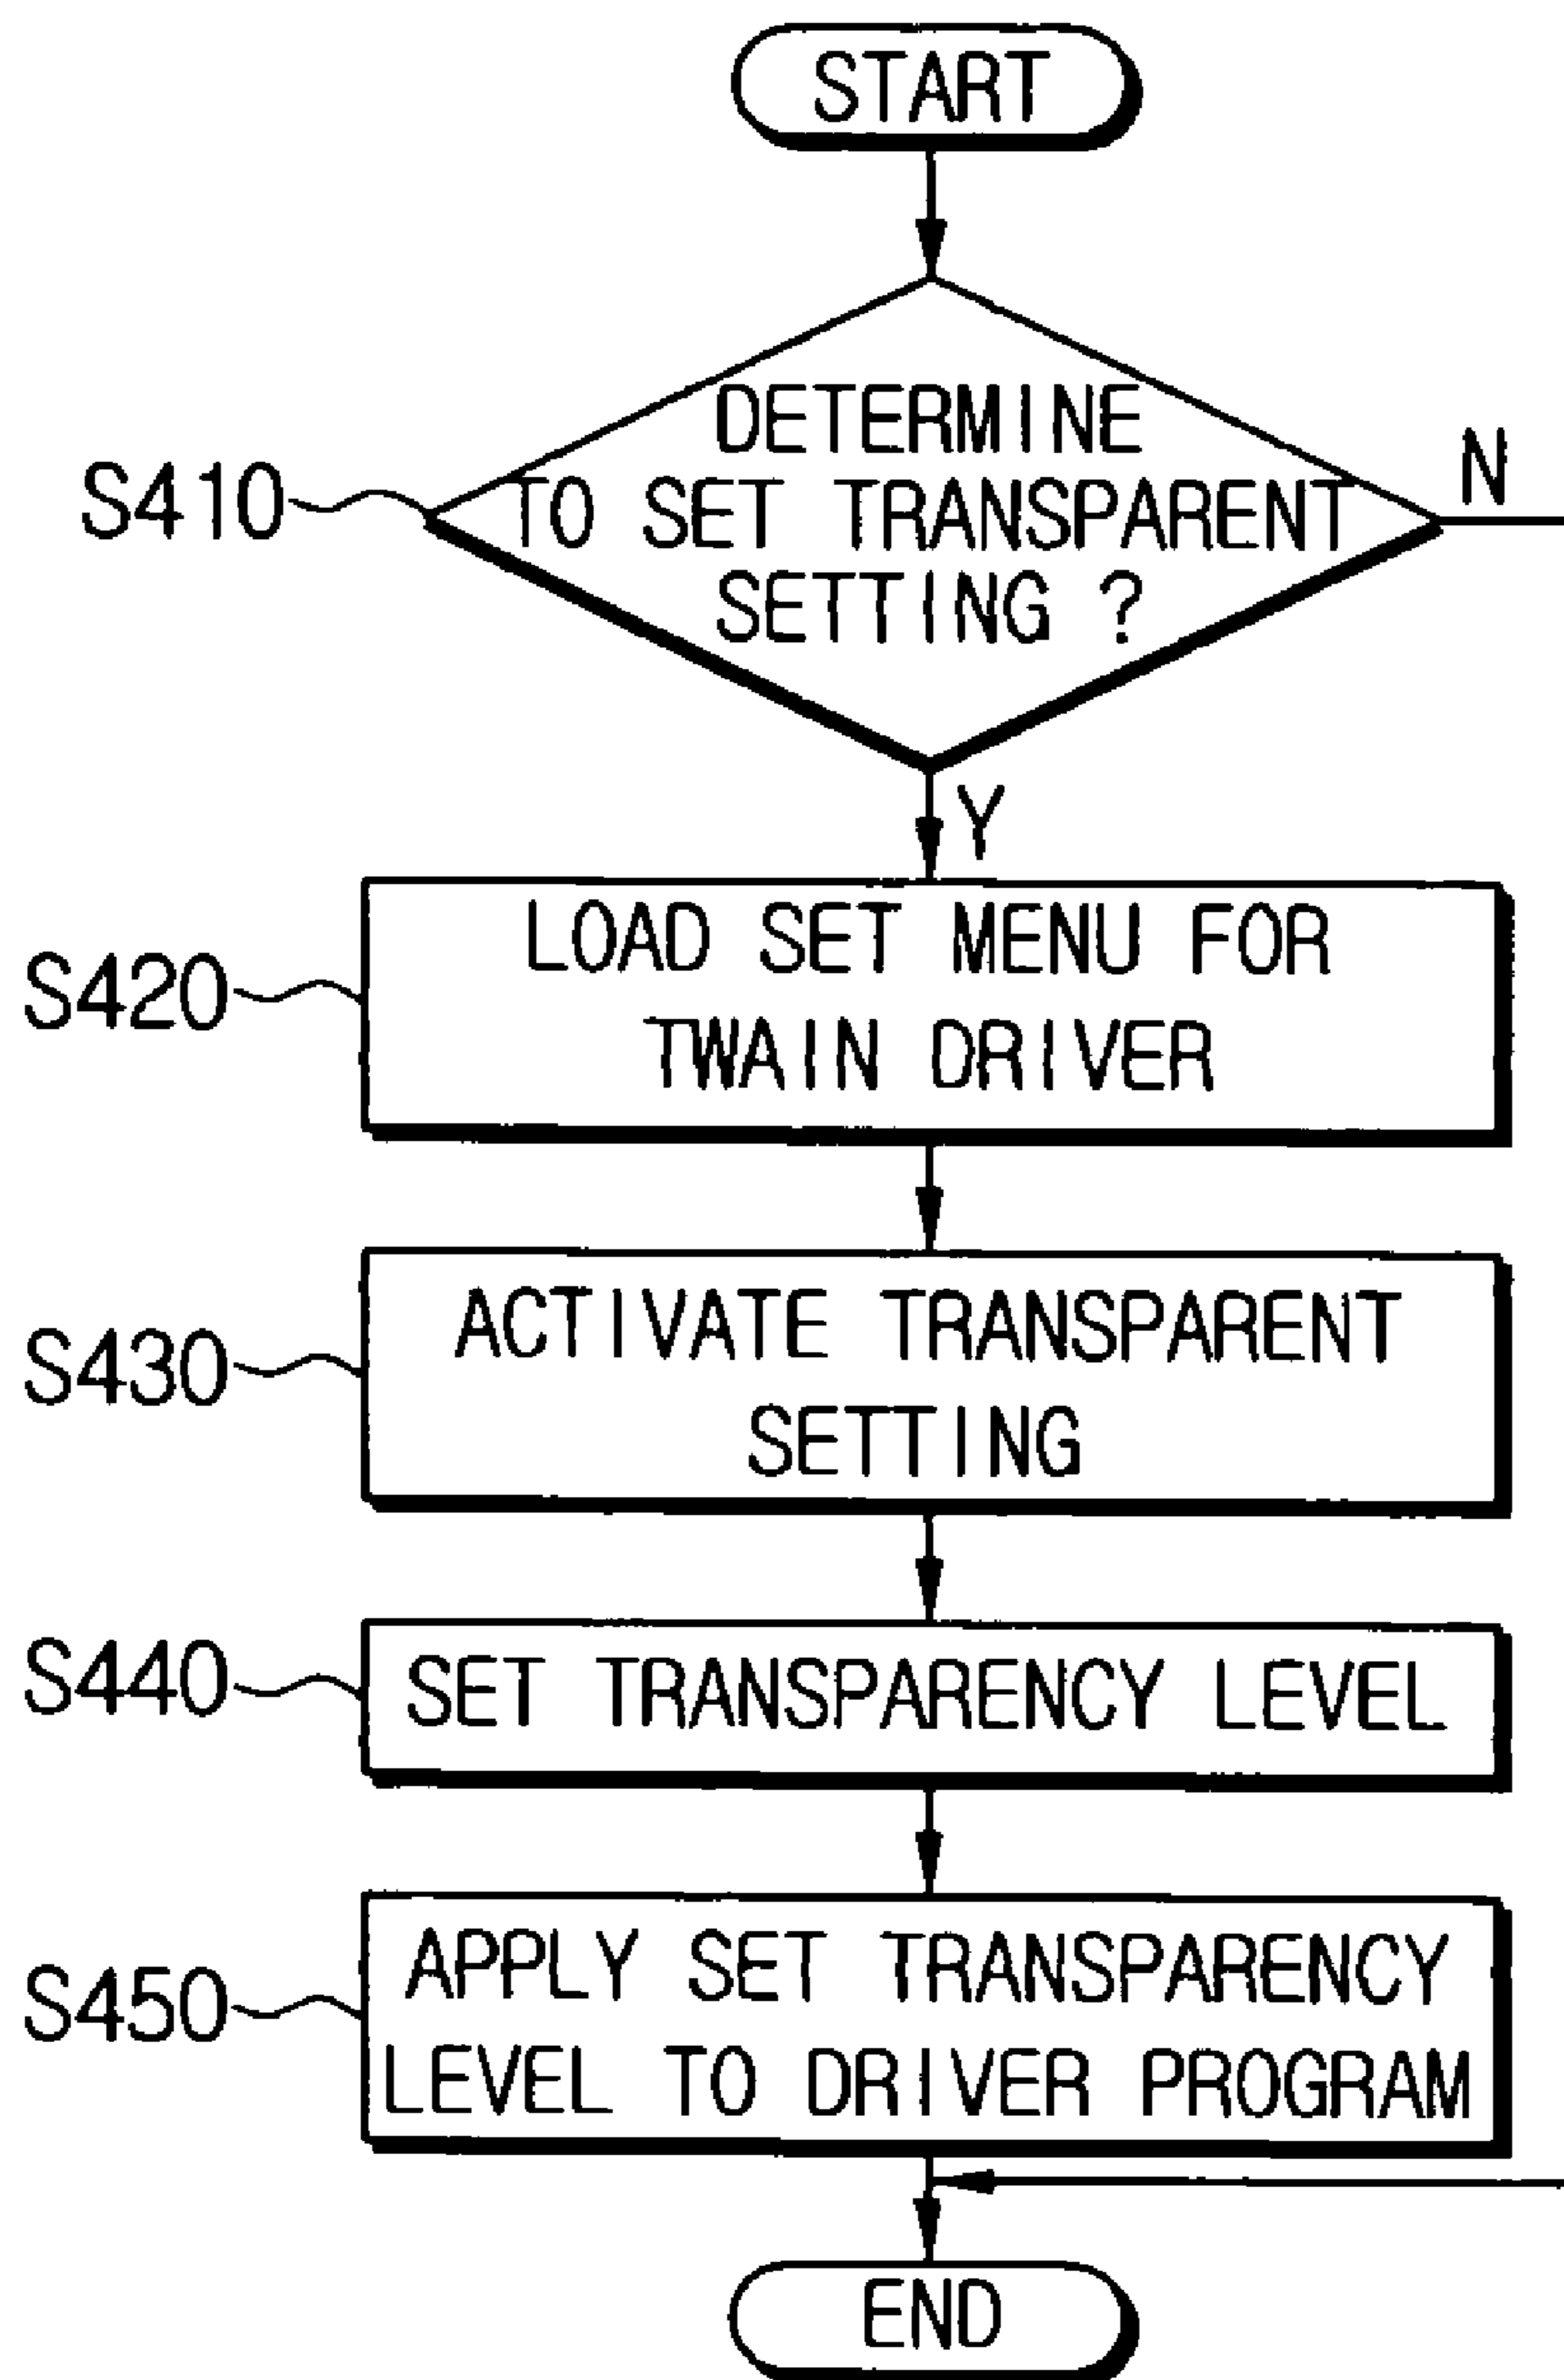 START
DETERMINE
S410 TO SET TRANSPARENT N
SETTING ?
Y
LOAD SET MENU FOR
S420
TWAIN DRIVER
ACTIVATE TRANSPARENT
S430
SETTING
S440 SET TRANSPARENCY LEVEL
APPLY SET TRANSPARENCY
S450
LEVEL TO DRIVER PROGRAM
END